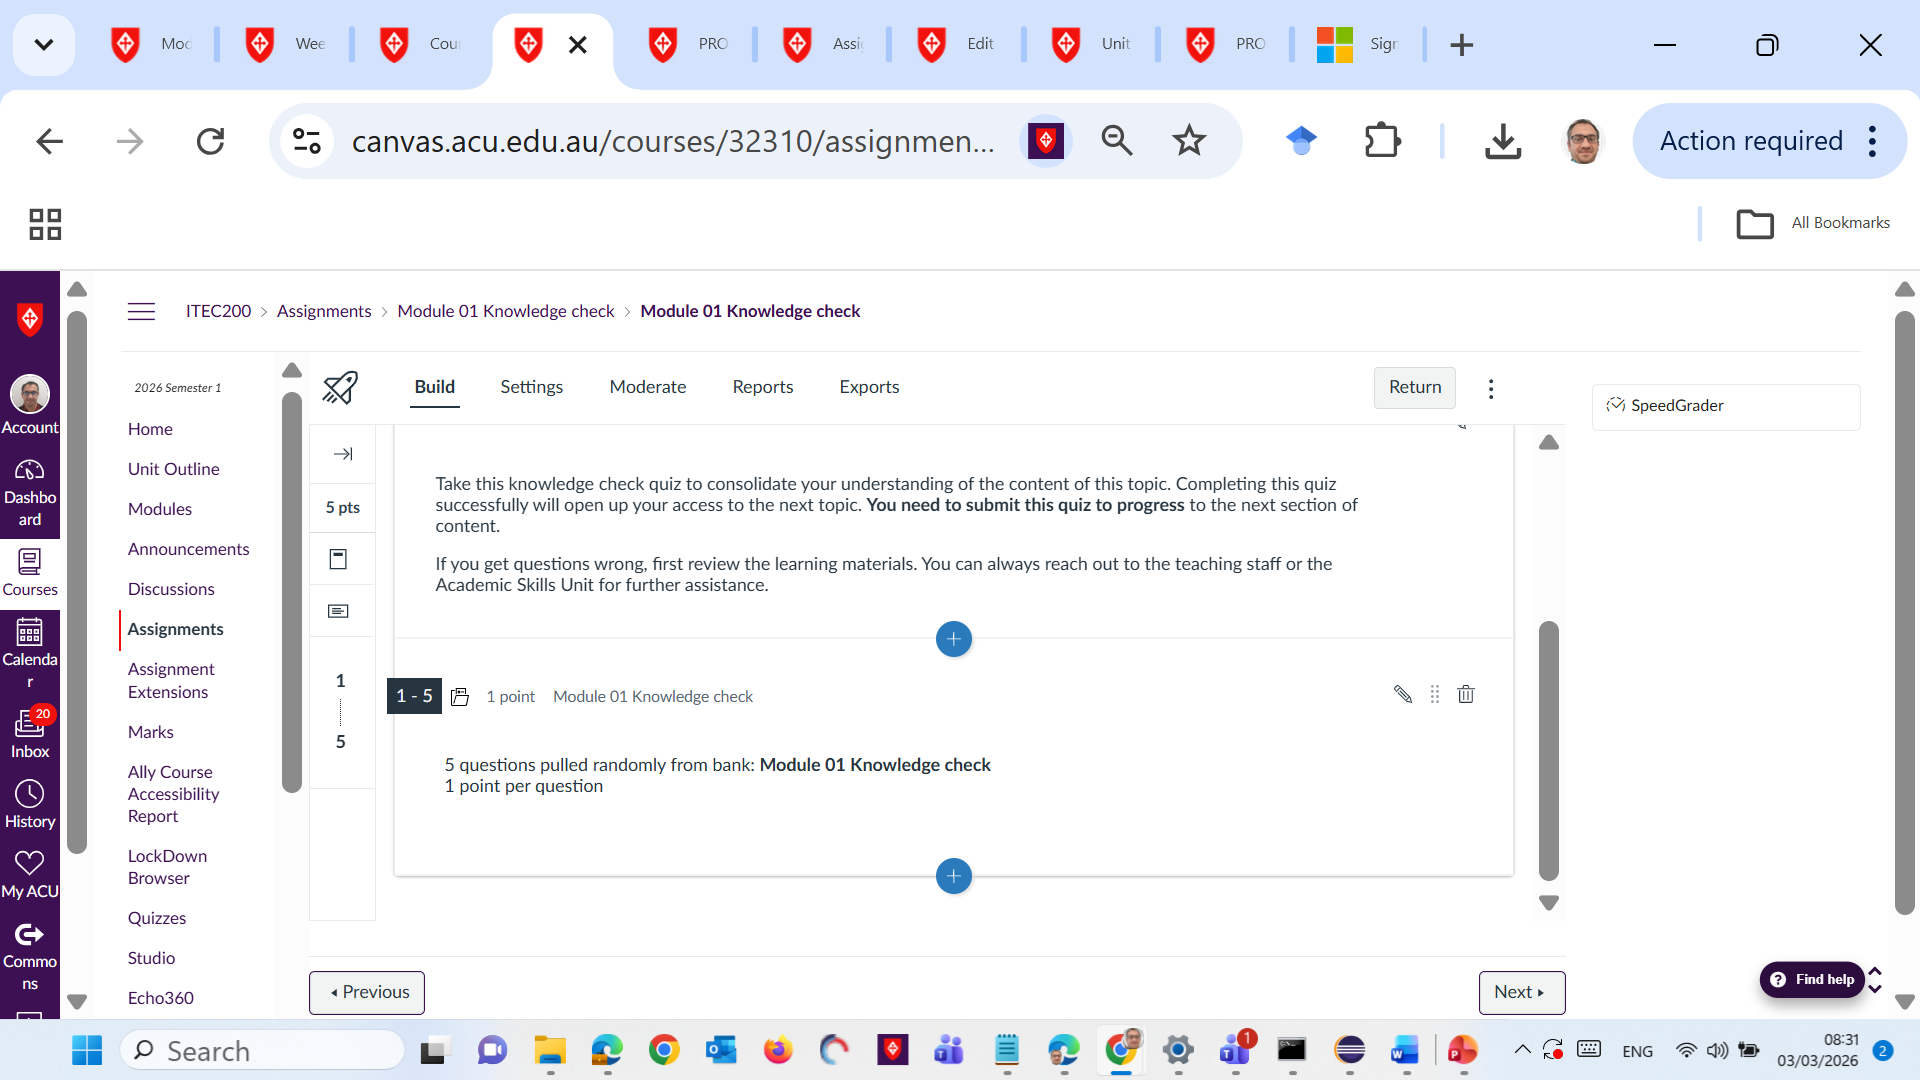 Moc
Wee
Cou
PRO
Assi
Edit
Unit
PRO
Sigr
canvas.acu.edu.au/courses/32310/assignmen...
Action required
All Bookmarks
ITEC200 > Assignments > Module 01 Knowledge check > Module 01 Knowledge check
Account
Dashbo
ard
Courses
Calenda
r
20
Inbox
History
My ACU
Commo
ns
2026 Semester 1
Home
Unit Outline
Modules
Announcements
Discussions
Assignments
Assignment
Extensions
Marks
Ally Course
Accessibility
Report
LockDown
Browser
Quizzes
Studio
Echo360
Build
Settings
Moderate
Reports
Exports
Return
SpeedGrader
5 pts
1
5
Take this knowledge check quiz to consolidate your understanding of the content of this topic. Completing this quiz
successfully will open up your access to the next topic. You need to submit this quiz to progress to the next section of
content.
If you get questions wrong, first review the learning materials. You can always reach out to the teaching staff or the
Academic Skills Unit for further assistance.
1 - 5
1 point
Module 01 Knowledge check
5 questions pulled randomly from bank: Module 01 Knowledge check
1 point per question
Previous
Next
Find help
Search
1
ENG
08:31
03/03/2026
2